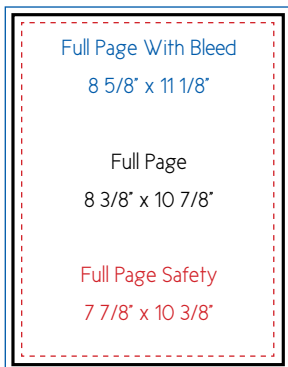 Full Page With Bleed
8 5/8" x 11 1/8"
Full Page
8 3/8" x 10 7/8"
Full Page Safety
7 7/8" x 10 3/8"